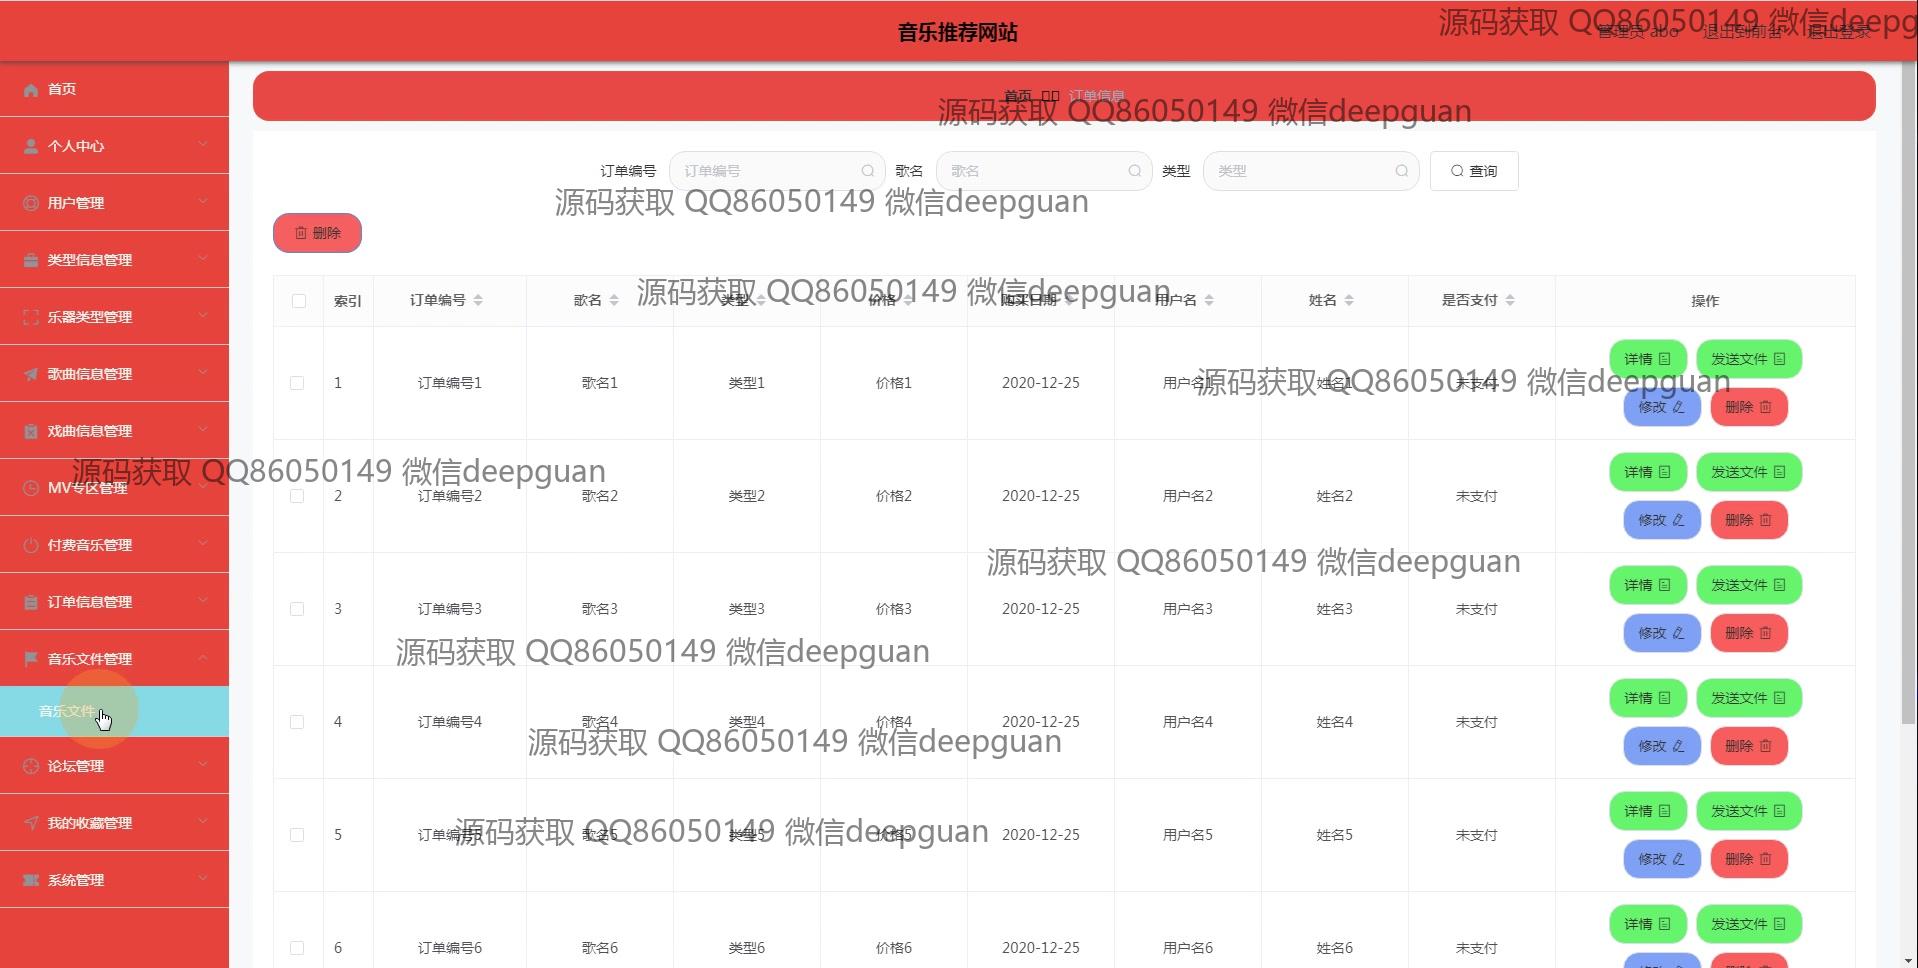 音乐推荐网站
源码获取 QQ86050149 微信deepg
管理员 abo 退出到前台 退出登录
首页
个人中心
用户管理
类型信息管理
乐器类型管理
歌曲信息管理
戏曲信息管理
MV专区管理
付费音乐管理
订单信息管理
音乐文件管理
音乐文件
论坛管理
我的收藏管理
系统管理
首页 订单信息
源码获取 QQ86050149 微信deepguan
订单编号 订单编号 歌名 歌名 类型 类型 查询
源码获取 QQ86050149 微信deepguan
删除
索引 订单编号 歌名 类型 价格 购买日期 用户名 姓名 是否支付 操作
源码获取 QQ86050149 微信deepguan
详情 发送文件
1 订单编号1 歌名1 类型1 价格1 2020-12-25 用户名1 姓名1 未支付
源码获取 QQ86050149 微信deepguan
修改 删除
源码获取 QQ86050149 微信deepguan
详情 发送文件
2 订单编号2 歌名2 类型2 价格2 2020-12-25 用户名2 姓名2 未支付
修改 删除
源码获取 QQ86050149 微信deepguan
详情 发送文件
3 订单编号3 歌名3 类型3 价格3 2020-12-25 用户名3 姓名3 未支付
修改 删除
源码获取 QQ86050149 微信deepguan
详情 发送文件
4 订单编号4 歌名4 类型4 价格4 2020-12-25 用户名4 姓名4 未支付
修改 删除
源码获取 QQ86050149 微信deepguan
详情 发送文件
5 订单编号5 歌名5 类型5 价格5 2020-12-25 用户名5 姓名5 未支付
源码获取 QQ86050149 微信deepguan
修改 删除
详情 发送文件
6 订单编号6 歌名6 类型6 价格6 2020-12-25 用户名6 姓名6 未支付